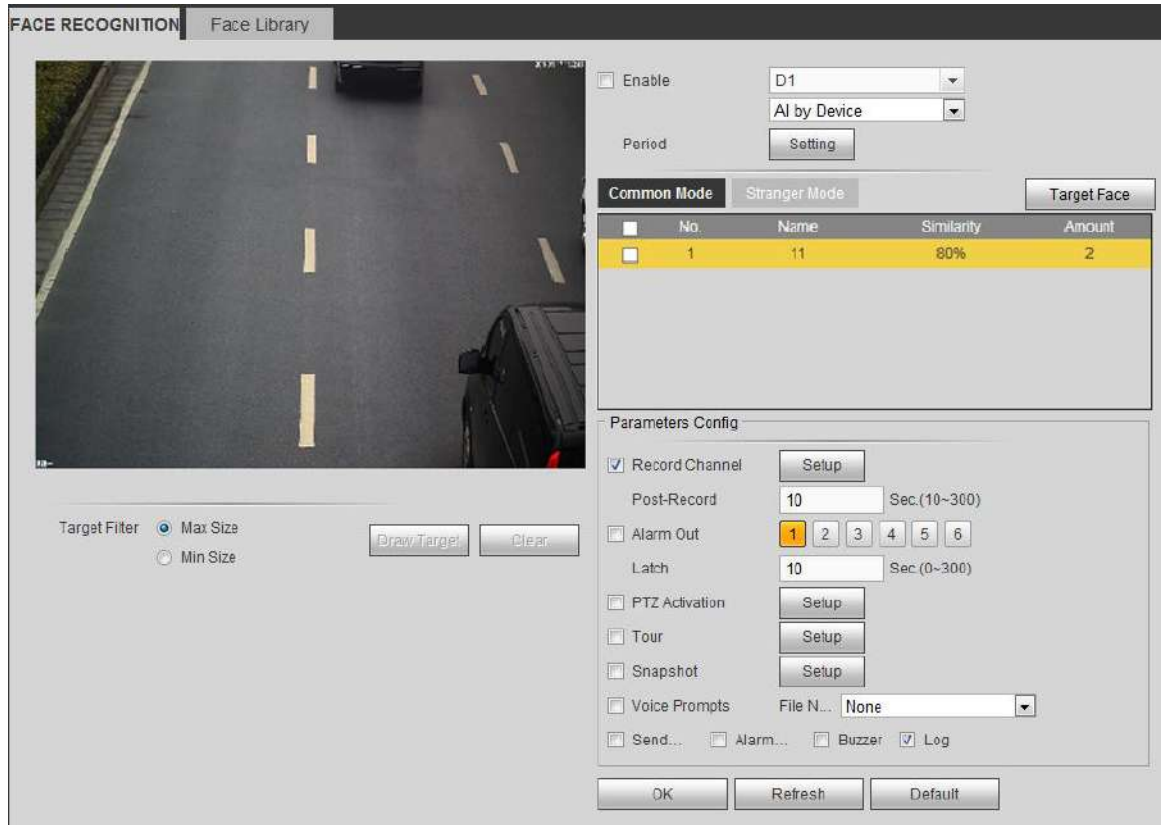 FACE RECOGNITION Face Library
Enable D1
AI by Device
Period Setting
Common Mode Stranger Mode Target Face
No. Name Similarity Amount
1 11 80% 2
Parameters Config
Record Channel Setup
Post-Record 10 Sec.(10~300)
Alarm Out 1 2 3 4 5 6
Latch 10 Sec.(0~300)
PTZ Activation Setup
Tour Setup
Snapshot Setup
Voice Prompts File N... None
Send... Alarm... Buzzer Log
OK Refresh Default
Target Filter Max Size Draw Target Clear
Min Size